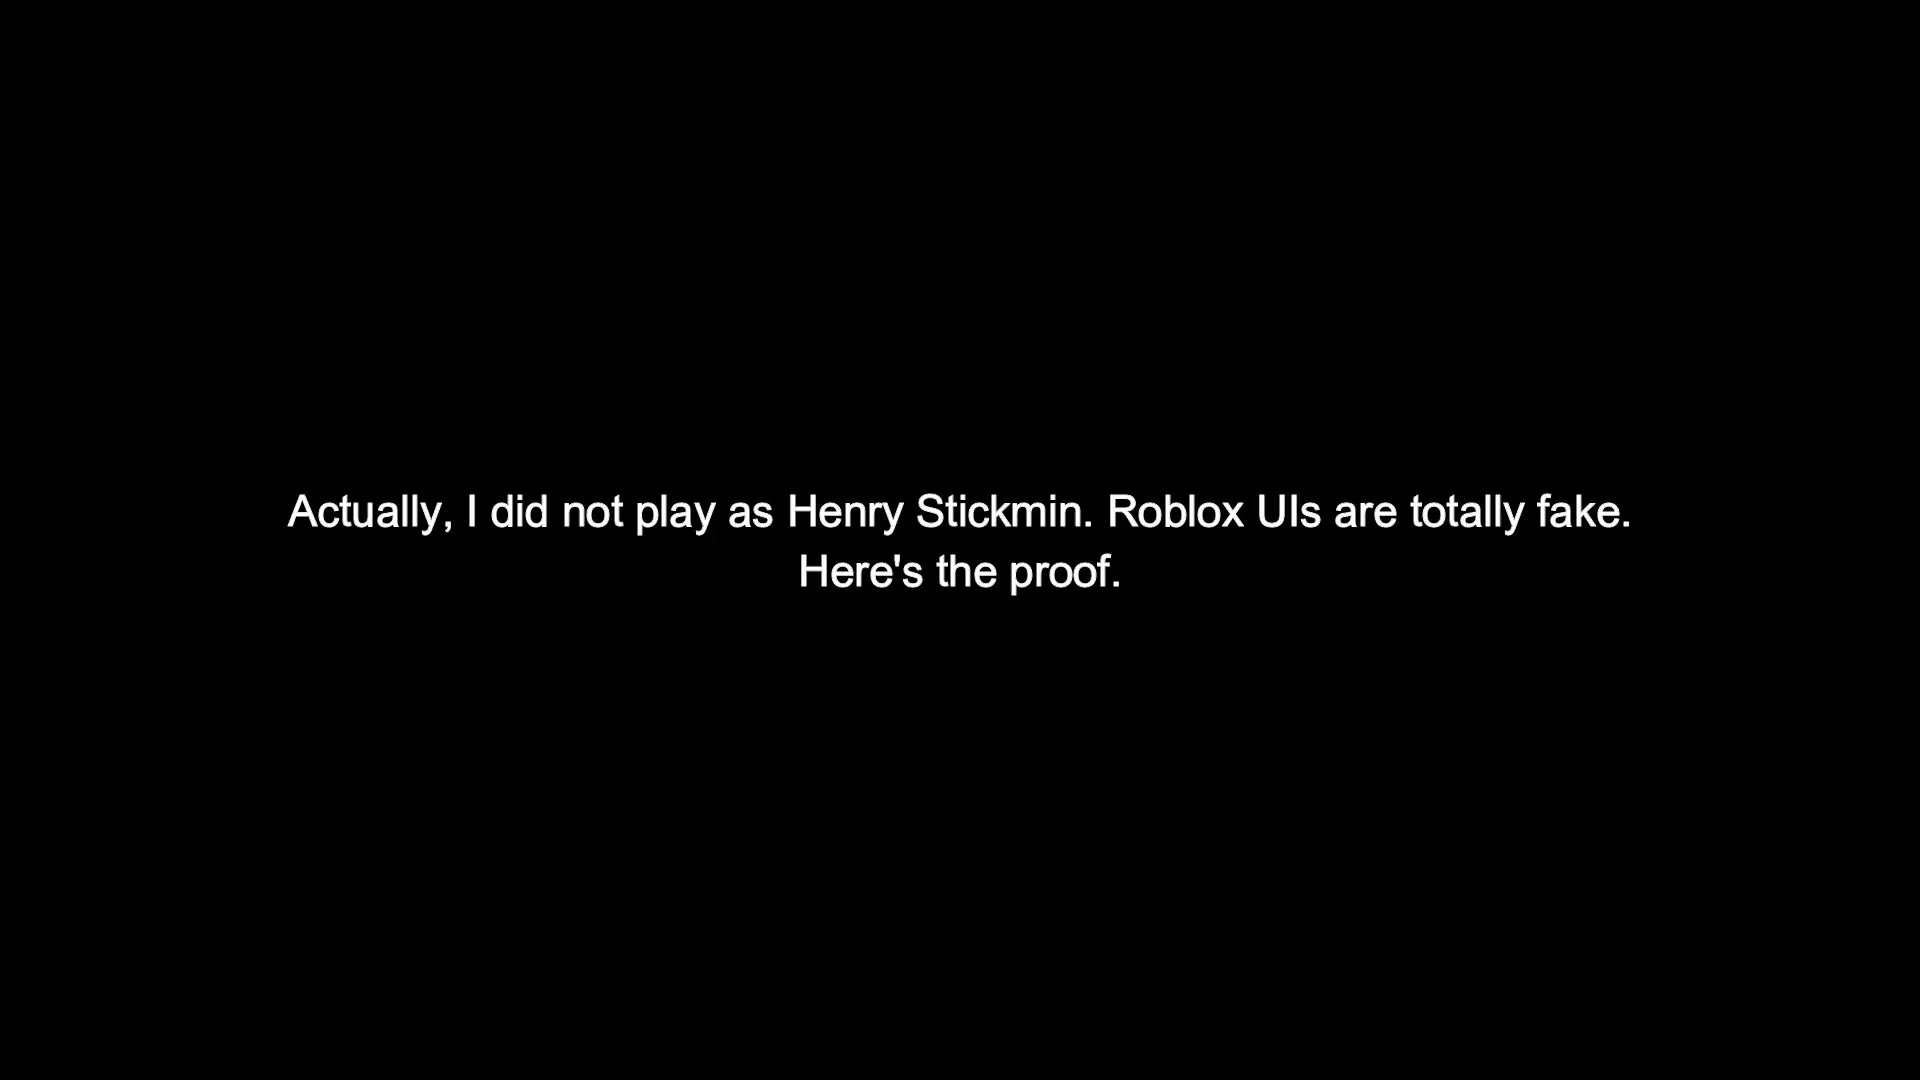 Actually, I did not play as Henry Stickmin. Roblox UIs are totally fake.
Here's the proof.